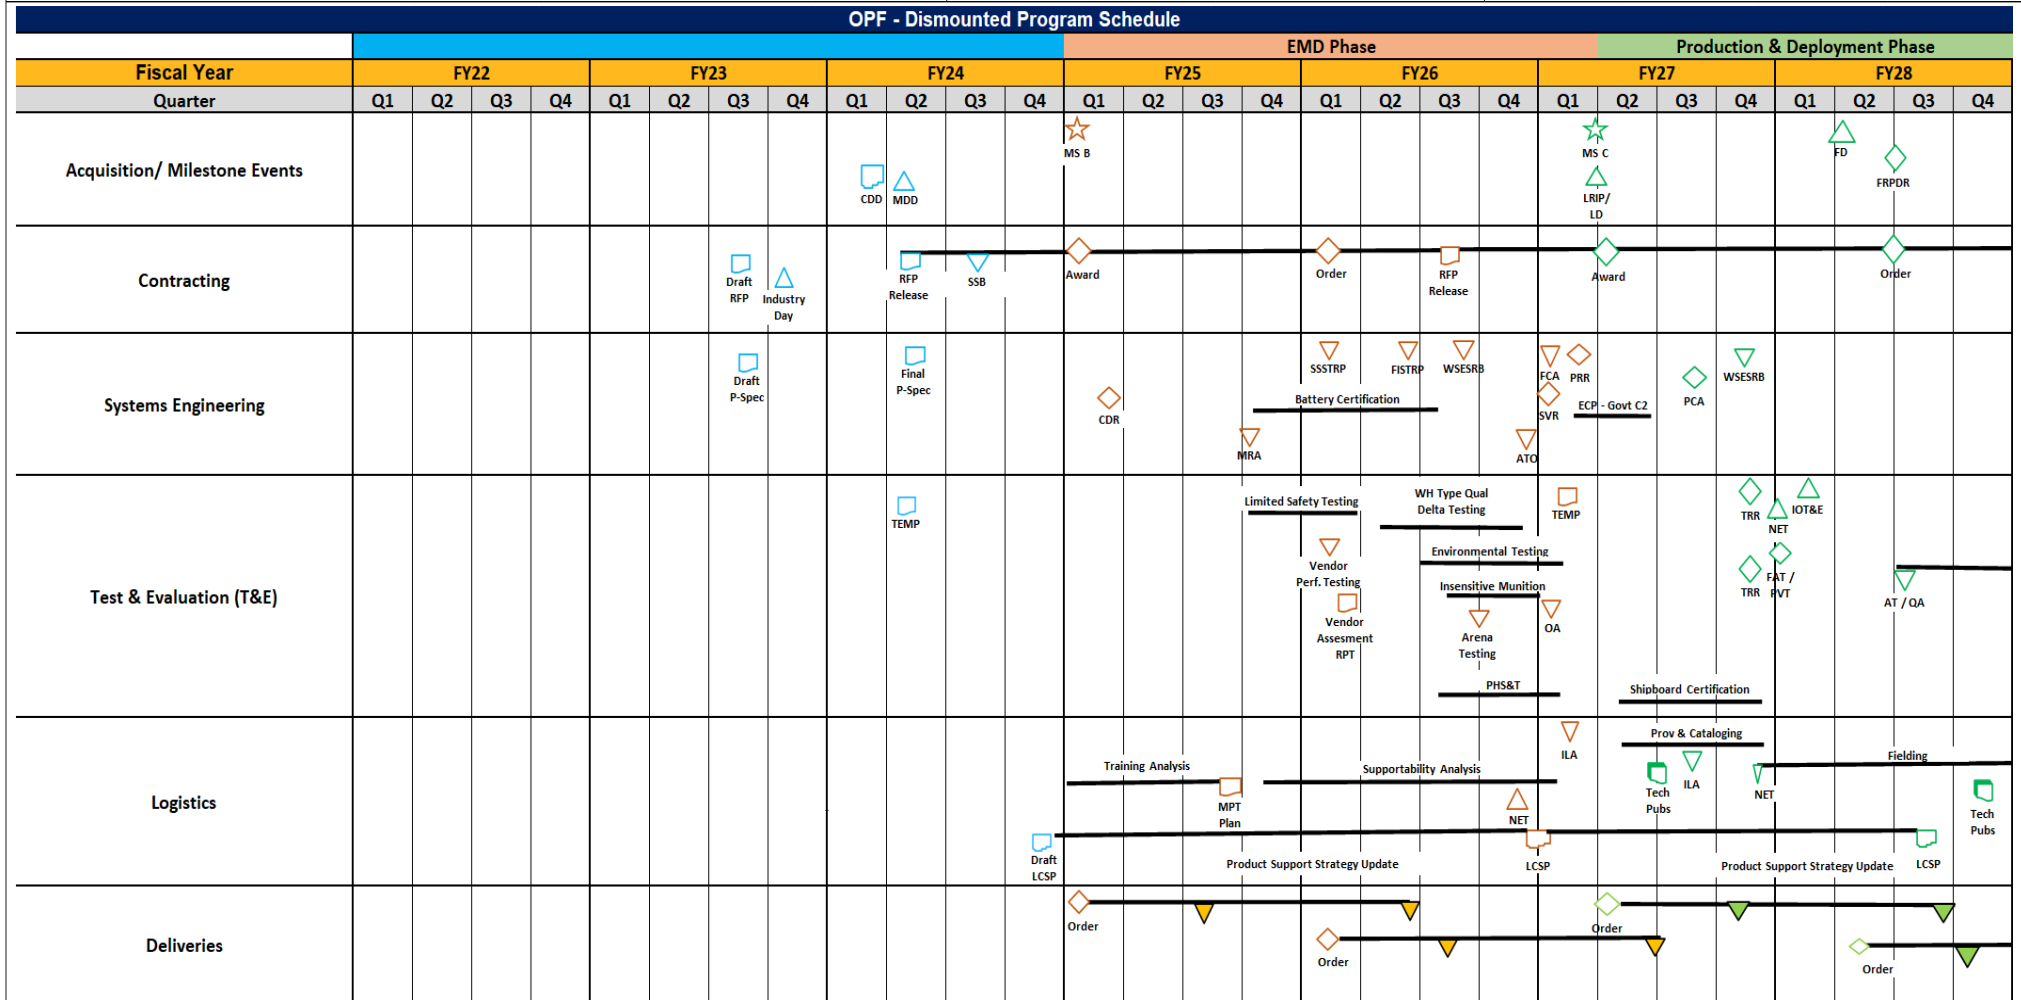 OPF - Dismounted Program Schedule
EMD Phase
Production & Deployment Phase
Fiscal Year
FY22
FY23
FY24
FY25
FY26
FY27
FY28
Quarter
Q1 Q2 Q3 Q4 Q1 Q2 Q3 Q4 Q1 Q2 Q3 Q4 Q1 Q2 Q3 Q4 Q1 Q2 Q3 Q4 Q1 Q2 Q3 Q4 Q1 Q2 Q3 Q4
Acquisition/ Milestone Events
CDD
MDD
MS B
MS C
LRIP/
LD
FD
FRPDR
Contracting
Draft
RFP
Industry
Day
RFP
Release
SSB
Award
Order
RFP
Release
Award
Order
Systems Engineering
Draft
P-Spec
Final
P-Spec
CDR
MRA
SSSTRP
FISTRP
WSESRB
Battery Certification
ATO
FCA
PRR
SVR
ECP - Govt C2
PCA
WSESRB
Test & Evaluation (T&E)
TEMP
Limited Safety Testing
WH Type Qual
Delta Testing
TEMP
Environmental Testing
Vendor
Perf. Testing
Insensitive Munition
Vendor
Assesment
RPT
Arena
Testing
OA
PHS&T
Shipboard Certification
TRR
NET
IOT&E
TRR
FAT /
PVT
AT / QA
Logistics
Draft
LCSP
Training Analysis
MPT
Plan
Supportability Analysis
NET
LCSP
Product Support Strategy Update
ILA
Prov & Cataloging
Tech
Pubs
ILA
NET
Fielding
Tech
Pubs
LCSP
Product Support Strategy Update
Deliveries
Order
Order
Order
Order